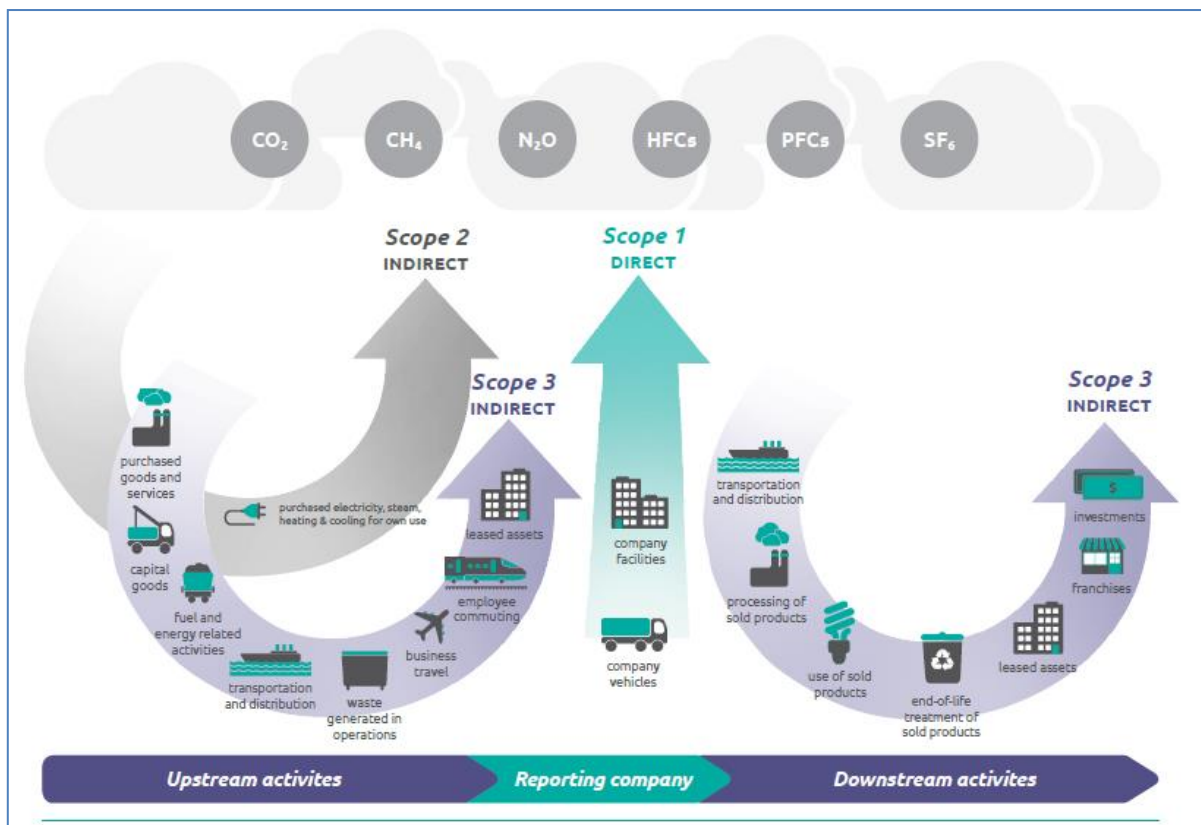 CO₂
CH₄
N₂O
HFCs
PFCs
SF₆
Scope 2
INDIRECT
Scope 1
DIRECT
Scope 3
INDIRECT
Scope 3
INDIRECT
purchased
goods and
services
capital
goods
fuel and
energy related
activities
purchased electricity, steam,
heating & cooling for own use
transportation
and distribution
waste
generated in
operations
business
travel
employee
commuting
leased assets
company
facilities
company
vehicles
transportation
and distribution
processing of
sold products
use of sold
products
end-of-life
treatment of
sold products
leased assets
franchises
$
investments
Upstream activites
Reporting company
Downstream activites